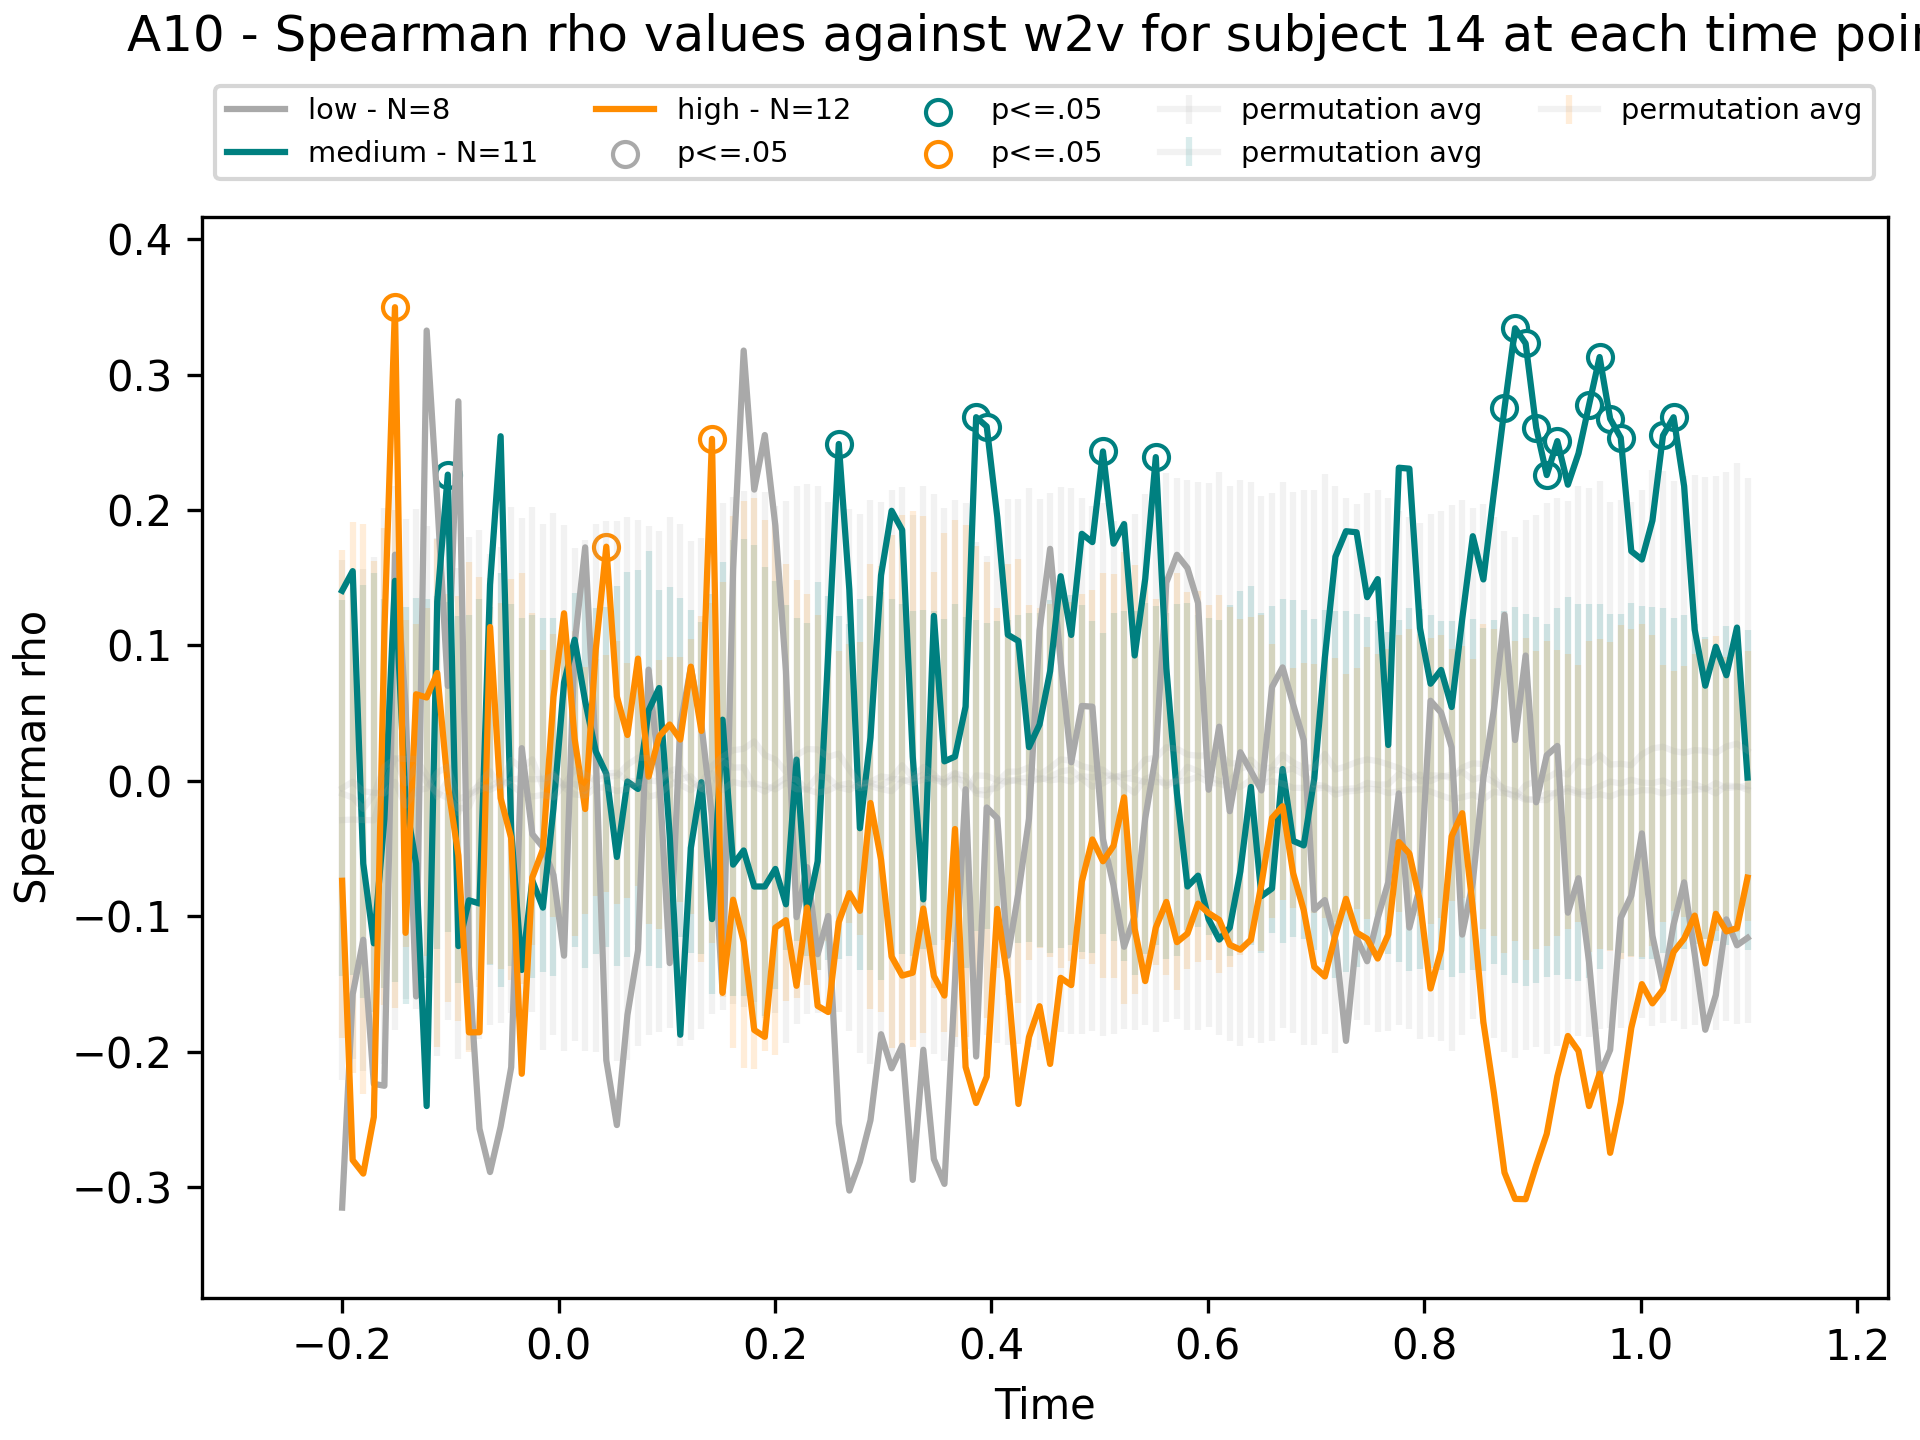 A10 - Spearman rho values against w2v for subject 14 at each time poi
low - N=8
medium - N=11
high - N=12
p<=.05
p<=.05
p<=.05
permutation avg
permutation avg
permutation avg
Spearman rho
0.4
0.3
0.2
0.1
0.0
−0.1
−0.2
−0.3
−0.2
0.0
0.2
0.4
0.6
0.8
1.0
1.2
Time